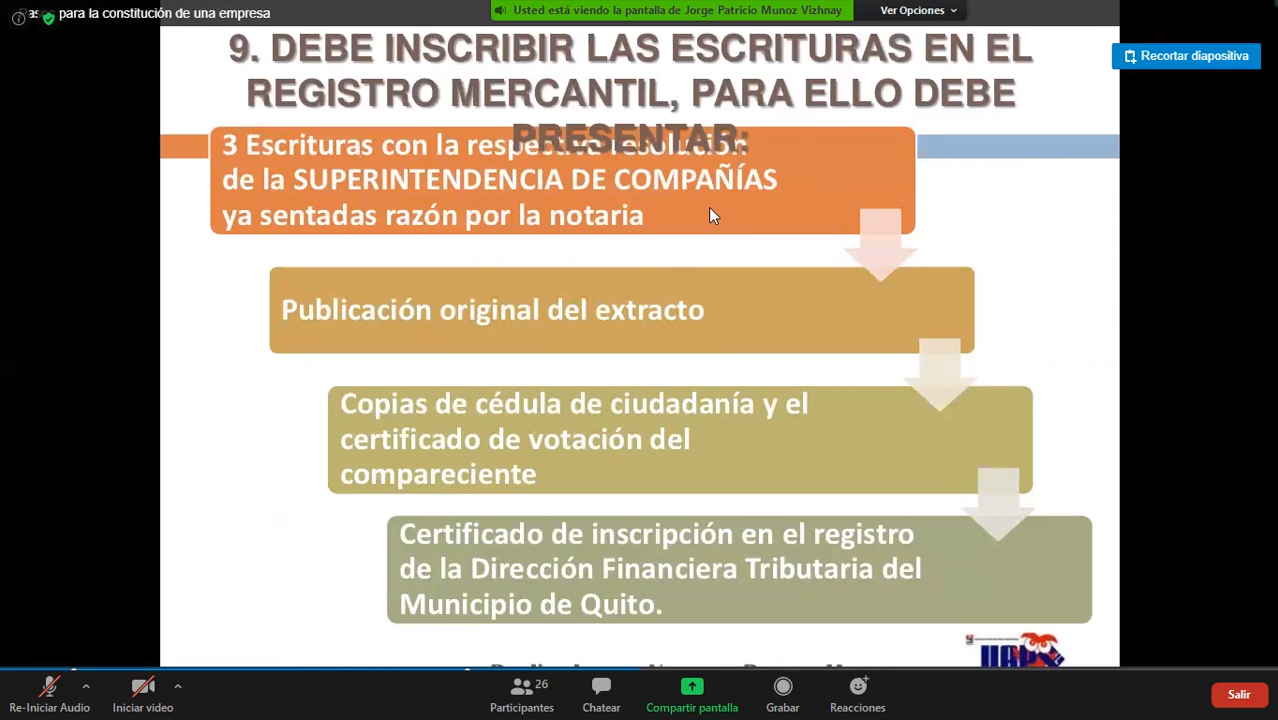 para la constitución de una empresa
Usted está viendo la pantalla de Jorge Patricio Munoz Vizhnay
Ver Opciones
Recortar diapositiva
9. DEBE INSCRIBIR LAS ESCRITURAS EN EL
REGISTRO MERCANTIL, PARA ELLO DEBE
PRESENTAR:
3 Escrituras con la respectiva resolución
de la SUPERINTENDENCIA DE COMPAÑÍAS
ya sentadas razón por la notaria
Publicación original del extracto
Copias de cédula de ciudadanía y el
certificado de votación del
compareciente
Certificado de inscripción en el registro
de la Dirección Financiera Tributaria del
Municipio de Quito.
Re-Iniciar Audio
Iniciar video
26
Participantes
Chatear
Compartir pantalla
Grabar
Reacciones
Salir